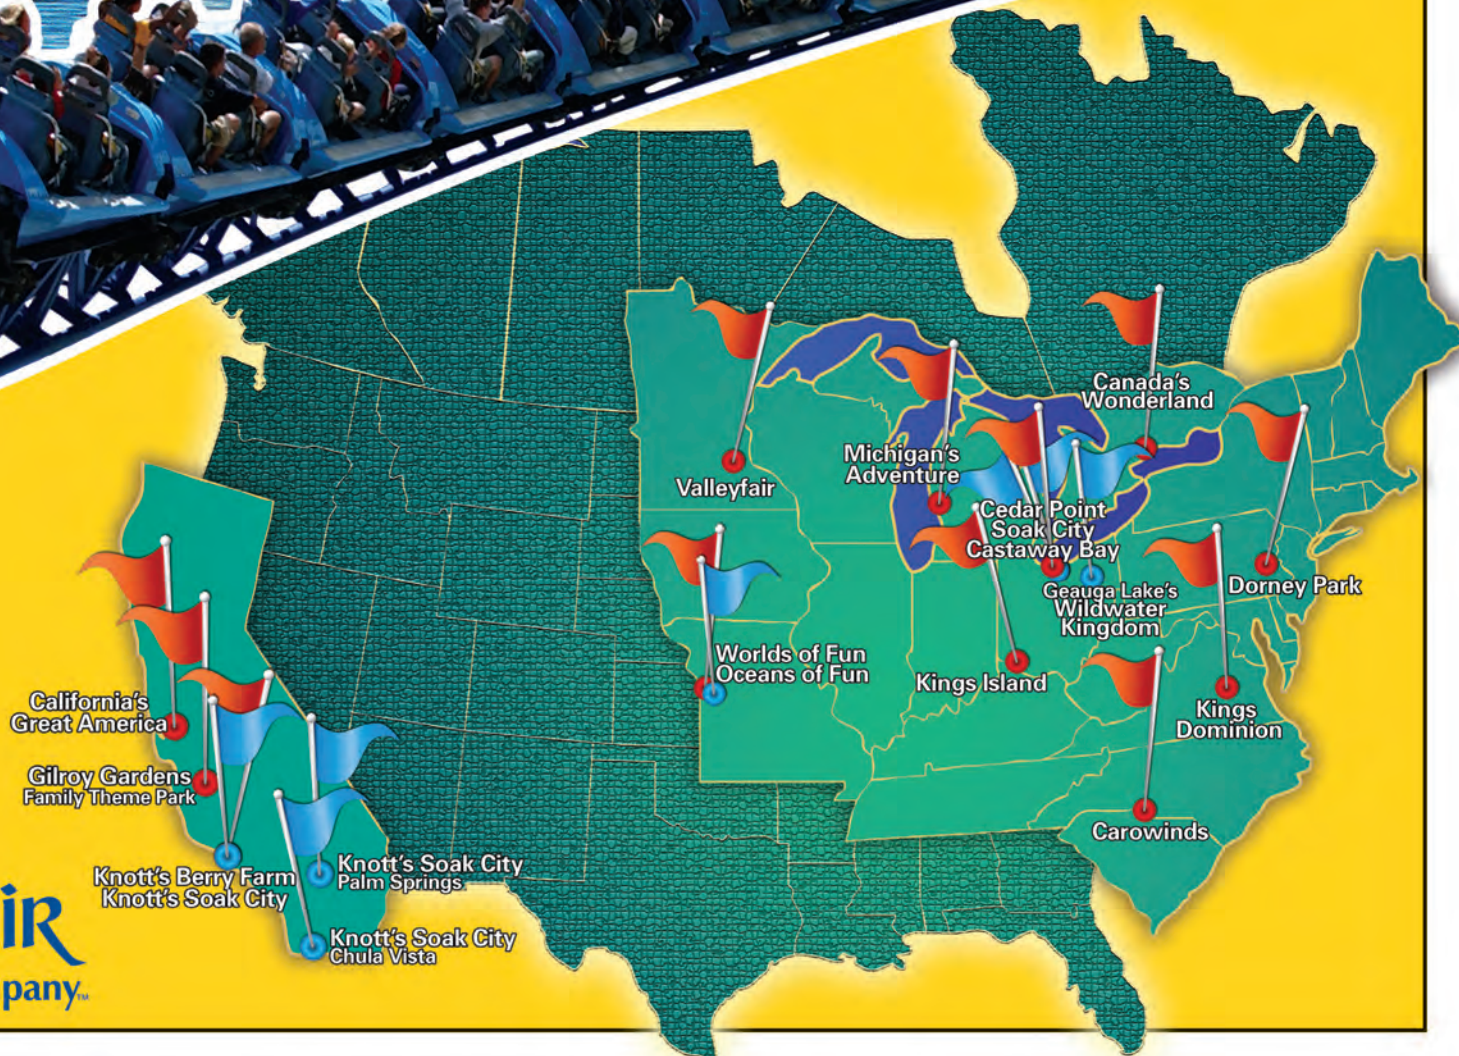 Canada's
Wonderland
Michigan's
Adventure
Valleyfair
Cedar Point
Soak City
Castaway Bay
Dorney Park
Geauga Lake's
Wildwater
Kingdom
Worlds of Fun
Oceans of Fun
Kings Island
Kings
Dominion
California's
Great America
Gilroy Gardens
Family Theme Park
Carowinds
Knott's Berry Farm
Knott's Soak City
Knott's Soak City
Palm Springs
Knott's Soak City
Chula Vista
iR
pany™